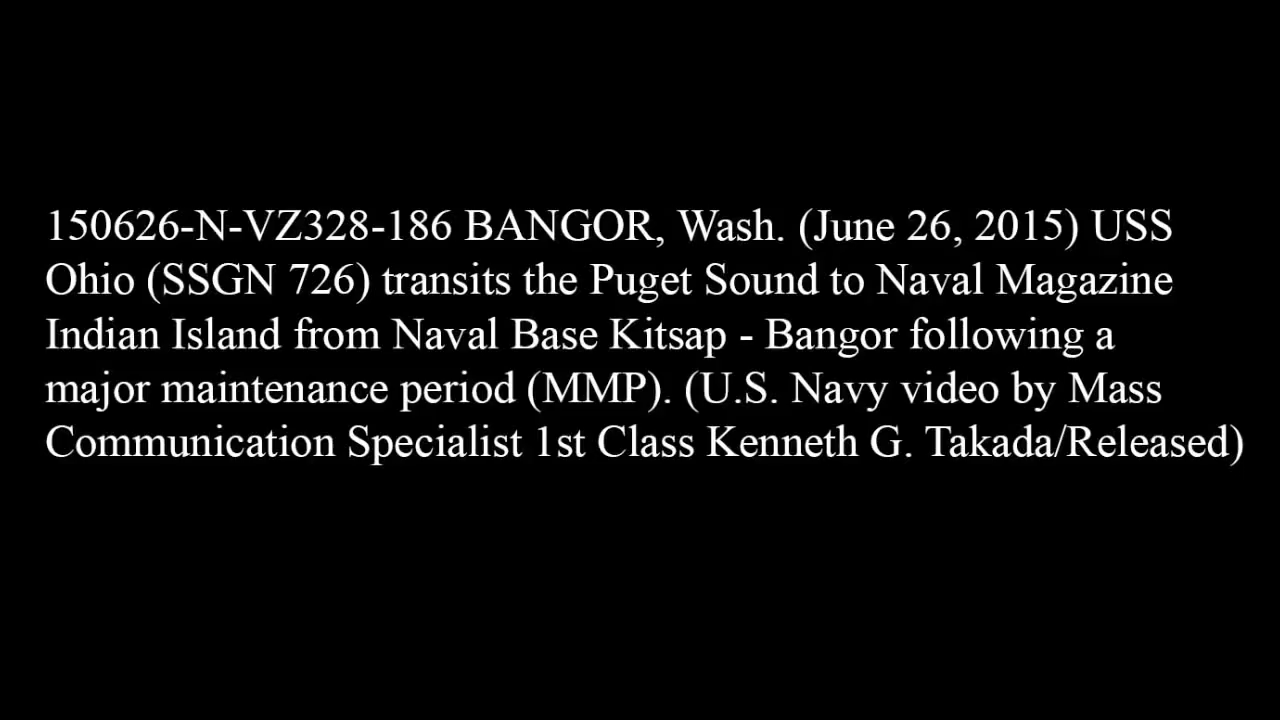 150626-N-VZ328-186 BANGOR, Wash. (June 26, 2015) USS
Ohio (SSGN 726) transits the Puget Sound to Naval Magazine
Indian Island from Naval Base Kitsap - Bangor following a
major maintenance period (MMP). (U.S. Navy video by Mass
Communication Specialist 1st Class Kenneth G. Takada/Released)